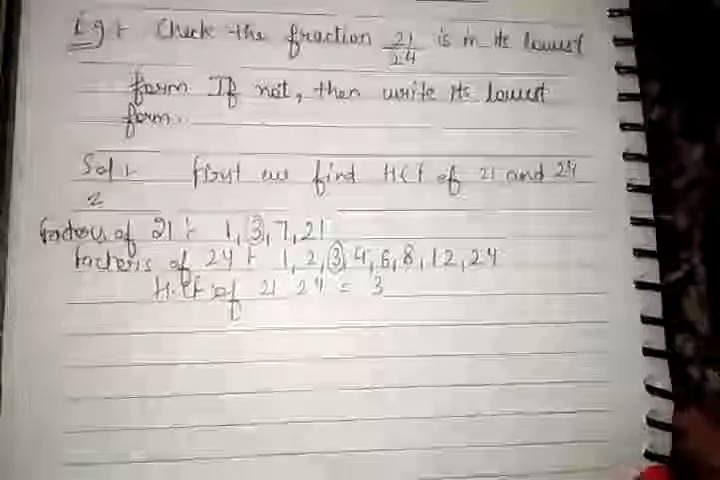 Eg:- Check the fraction 21/24 is in its lowest
form. If not, then write its lowest
form.
Sol:- first we find HCF of 21 and 24
factors of 21:- 1, 3, 7, 21
factors of 24:- 1, 2, 3, 4, 6, 8, 12, 24
H.C.F of 21 24 = 3